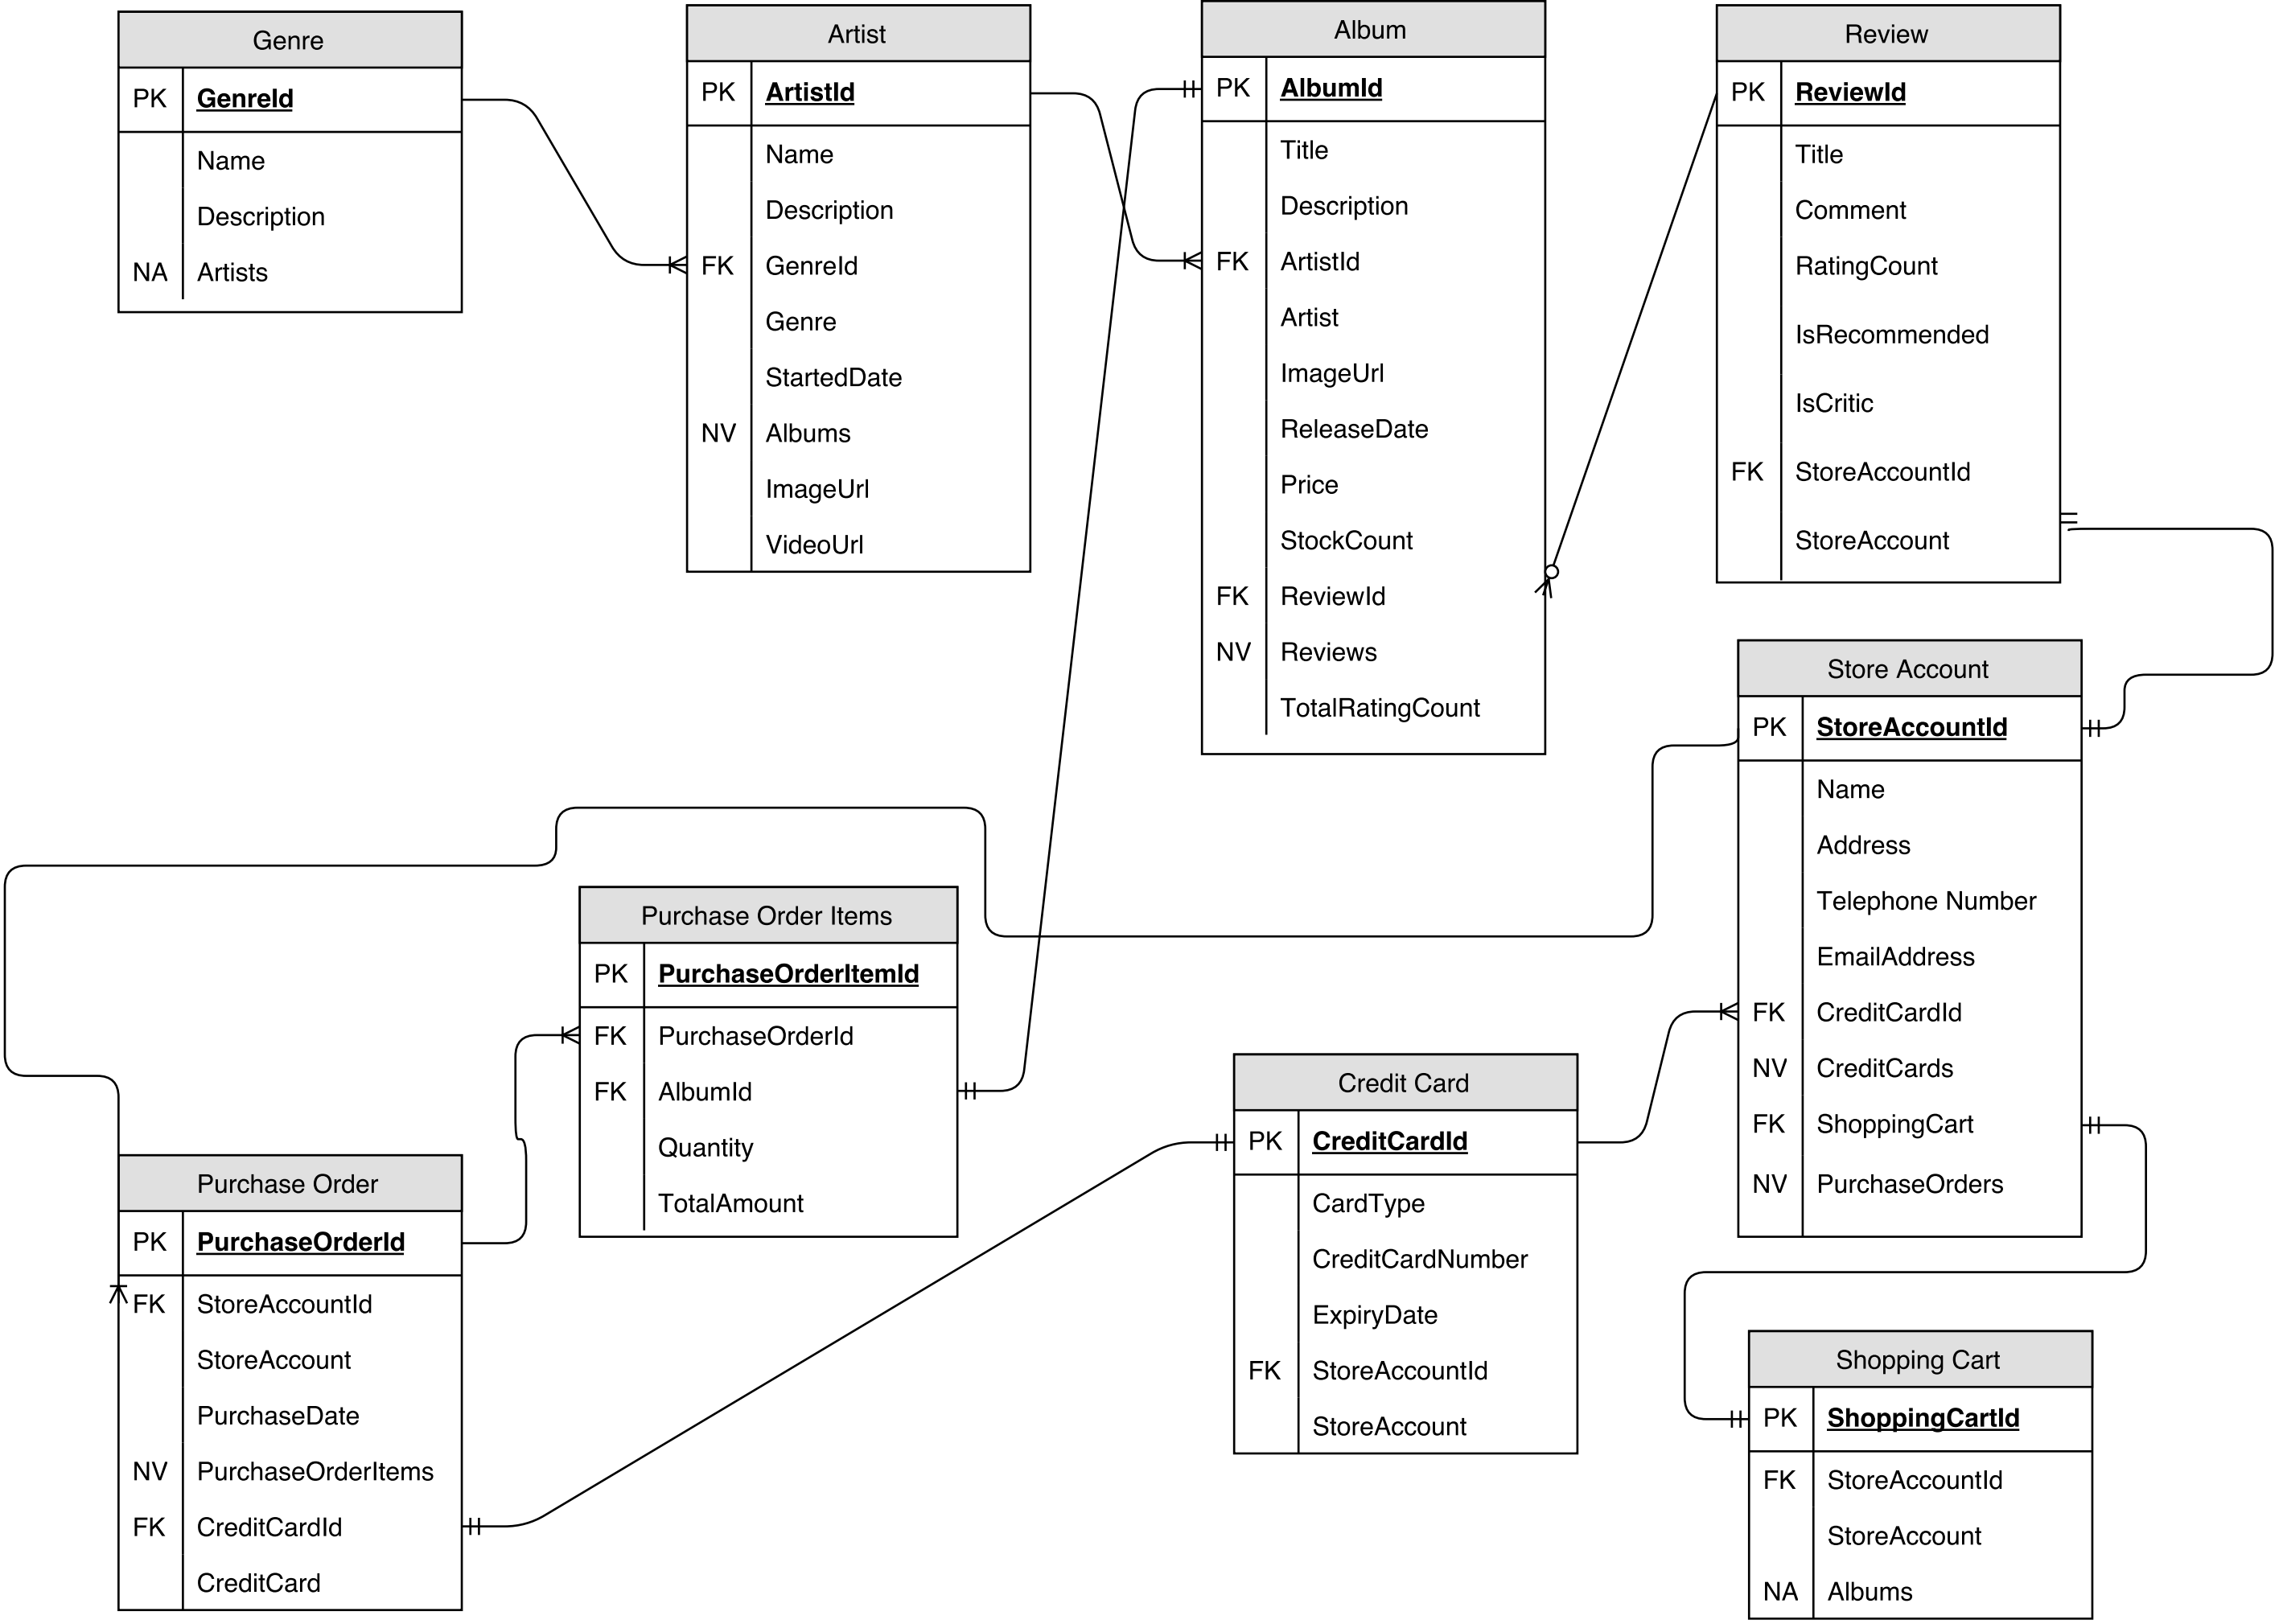 Genre
PK GenreId
Name
Description
NA Artists
Artist
PK ArtistId
Name
Description
FK GenreId
Genre
StartedDate
NV Albums
ImageUrl
VideoUrl
Album
PK AlbumId
Title
Description
FK ArtistId
Artist
ImageUrl
ReleaseDate
Price
StockCount
FK ReviewId
NV Reviews
TotalRatingCount
Review
PK ReviewId
Title
Comment
RatingCount
IsRecommended
IsCritic
FK StoreAccountId
StoreAccount
Store Account
PK StoreAccountId
Name
Address
Telephone Number
EmailAddress
FK CreditCardId
NV CreditCards
FK ShoppingCart
NV PurchaseOrders
Purchase Order Items
PK PurchaseOrderItemId
FK PurchaseOrderId
FK AlbumId
Quantity
TotalAmount
Credit Card
PK CreditCardId
CardType
CreditCardNumber
ExpiryDate
FK StoreAccountId
StoreAccount
Purchase Order
PK PurchaseOrderId
FK StoreAccountId
StoreAccount
PurchaseDate
NV PurchaseOrderItems
FK CreditCardId
CreditCard
Shopping Cart
PK ShoppingCartId
FK StoreAccountId
StoreAccount
NA Albums